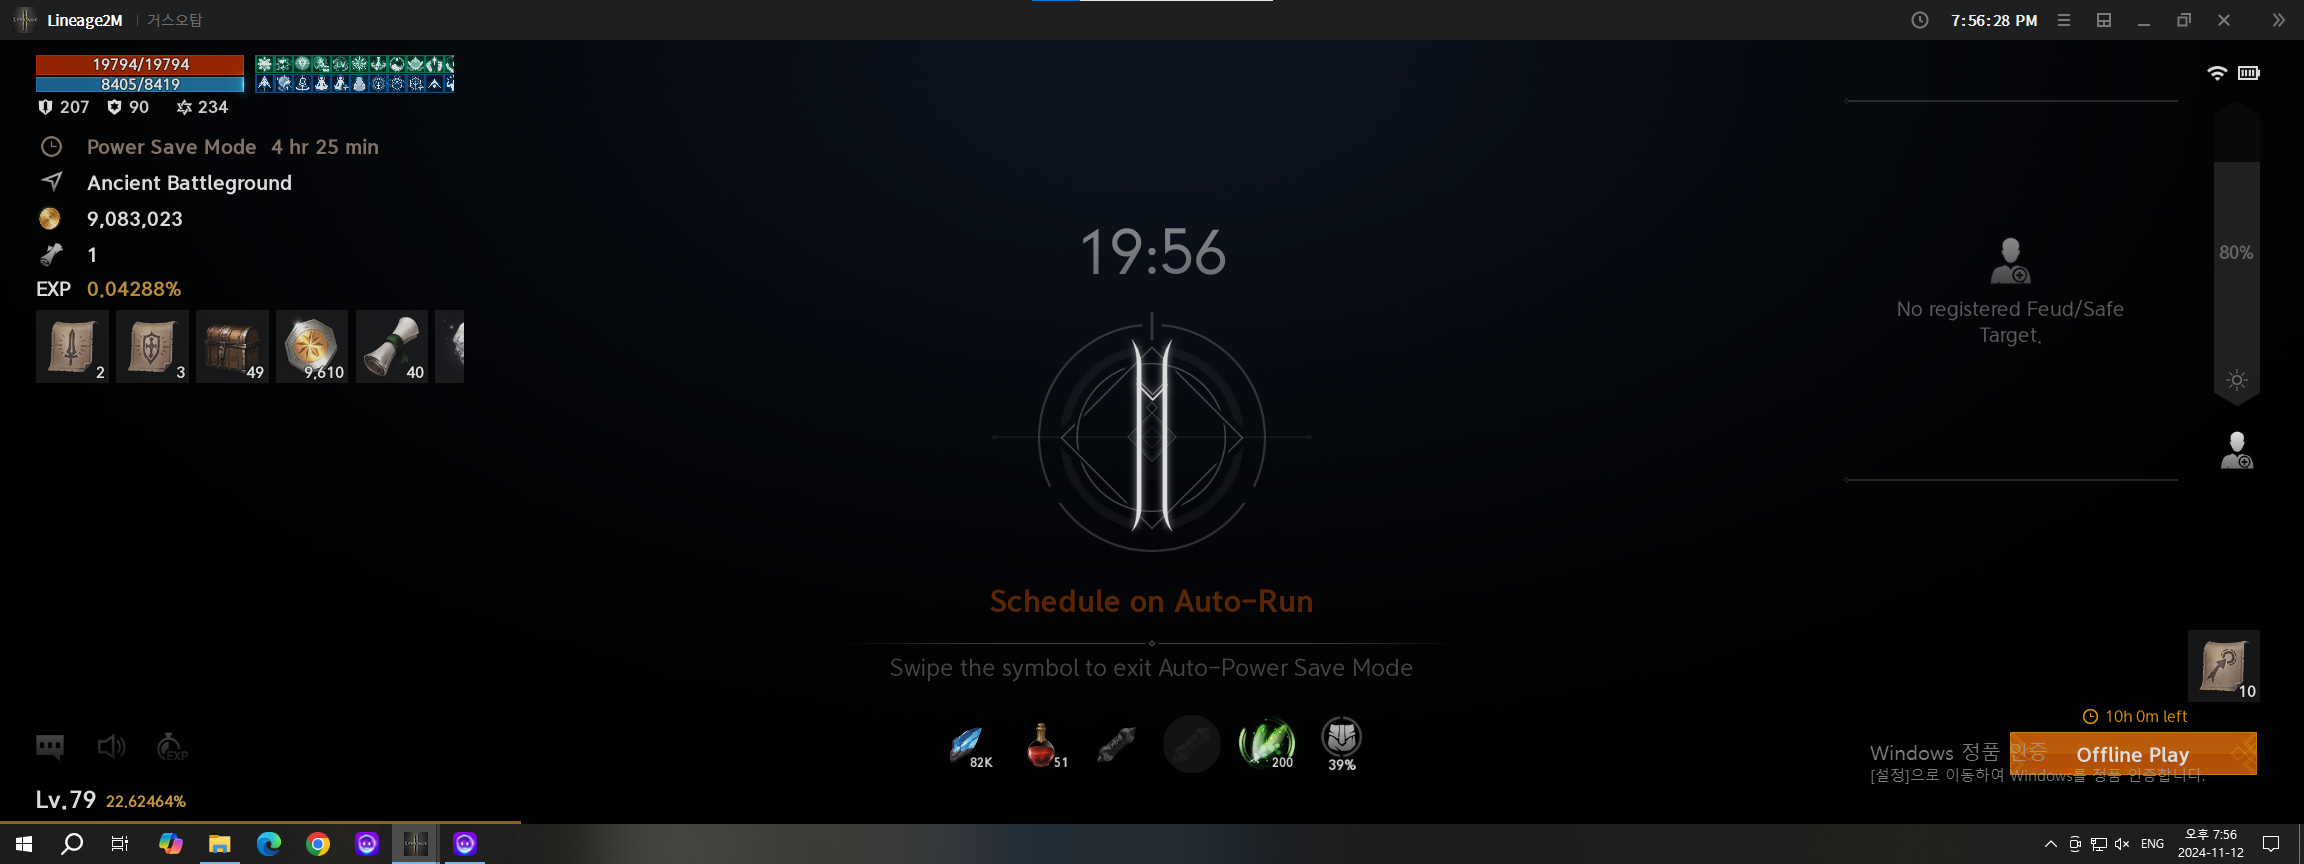 Lineage2M | 거스오탑
7:56:28 PM
19794/19794
8405/8419
207 90 234
Power Save Mode 4 hr 25 min
Ancient Battleground
9,083,023
1
EXP 0.04288%
2 3 49 9,610 40
19:56
No registered Feud/Safe
Target.
80%
Schedule on Auto-Run
Swipe the symbol to exit Auto-Power Save Mode
82K 51 200 39%
10
10h 0m left
Offline Play
Windows 정품 인증
[설정]으로 이동하여 Windows를 정품 인증합니다.
EXP
Lv.79 22.62464%
ENG
오후 7:56
2024-11-12